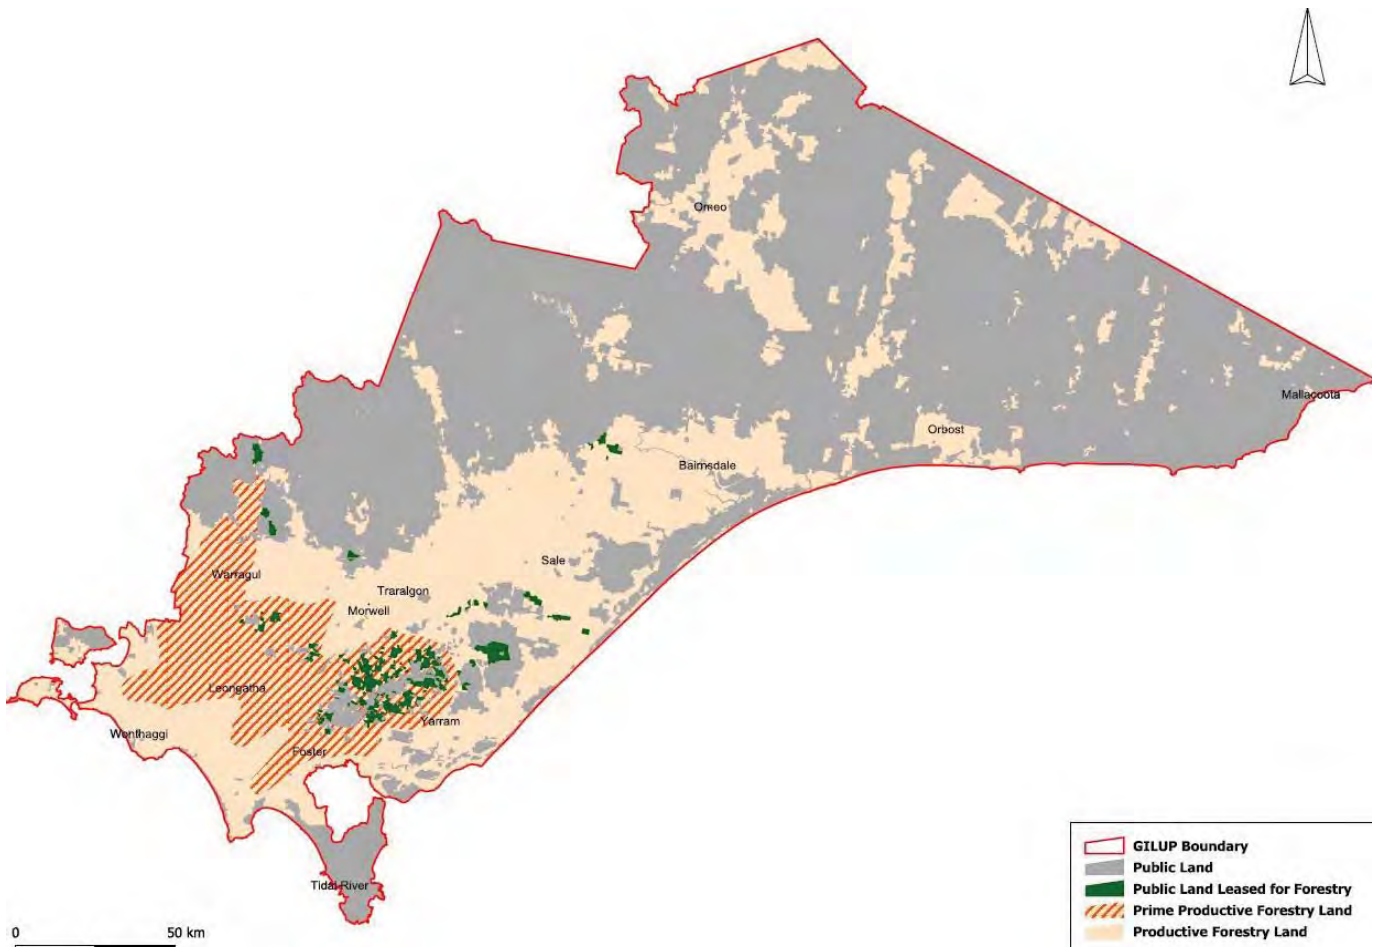 Omeo
Mallacoota
Orbost
Bairnsdale
Sale
Warragul
Traralgon
Morwell
Leongatha
Yarram
Wonthaggi
Foster
Tidal River
GILUP Boundary
Public Land
Public Land Leased for Forestry
Prime Productive Forestry Land
Productive Forestry Land
0 50 km